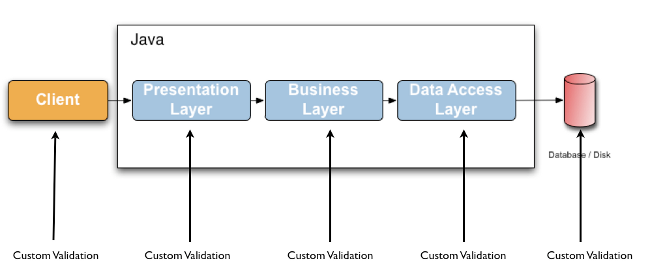 Java
Client
Presentation
Layer
Business
Layer
Data Access
Layer
Database / Disk
Custom Validation
Custom Validation
Custom Validation
Custom Validation
Custom Validation